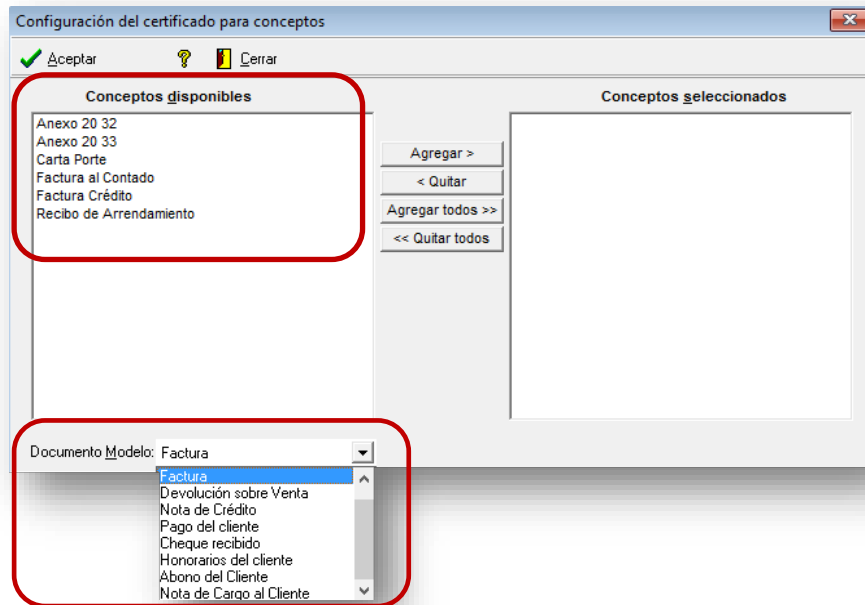 Configuración del certificado para conceptos
Aceptar ? Cerrar
Conceptos disponibles
Conceptos seleccionados
Anexo 20 32
Anexo 20 33
Carta Porte
Factura al Contado
Factura Crédito
Recibo de Arrendamiento
Agregar >
< Quitar
Agregar todos >>
<< Quitar todos
Documento Modelo: Factura
Factura
Devolución sobre Venta
Nota de Crédito
Pago del cliente
Cheque recibido
Honorarios del cliente
Abono del Cliente
Nota de Cargo al Cliente